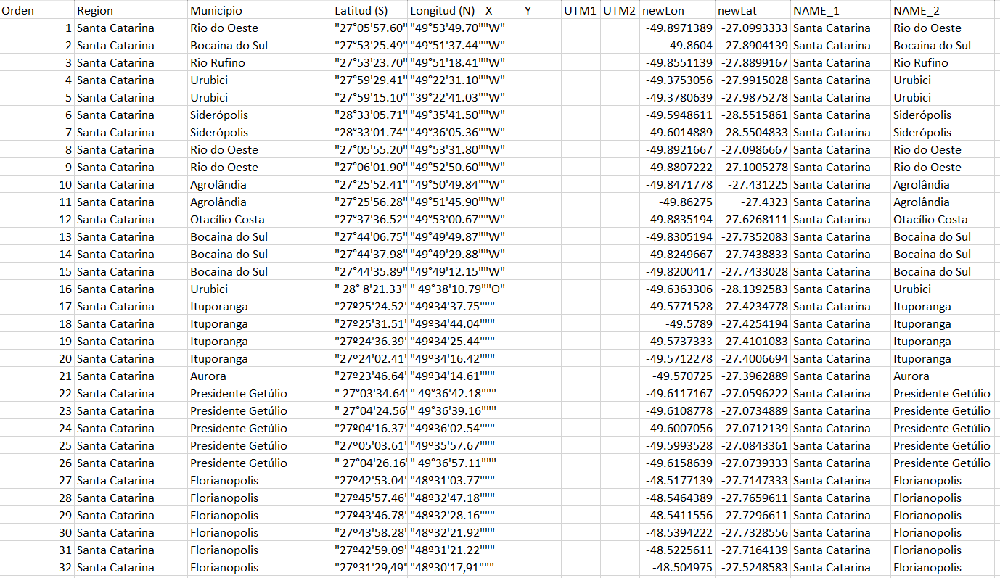 Orden Region Municipio Latitud (S) Longitud (N) X Y UTM1 UTM2 newLon newLat NAME_1 NAME_2
1 Santa Catarina Rio do Oeste "27°05'57.60" "49°53'49.70" "W" -49.8971389 -27.0993333 Santa Catarina Rio do Oeste
2 Santa Catarina Bocaina do Sul "27°53'25.49" "49°51'37.44" "W" -49.8604 -27.8904139 Santa Catarina Bocaina do Sul
3 Santa Catarina Rio Rufino "27°53'23.70" "49°51'18.41" "W" -49.8551139 -27.8899167 Santa Catarina Rio Rufino
4 Santa Catarina Urubici "27°59'29.41" "49°22'31.10" "W" -49.3753056 -27.9915028 Santa Catarina Urubici
5 Santa Catarina Urubici "27°59'15.10" "39°22'41.03" "W" -49.3780639 -27.9875278 Santa Catarina Urubici
6 Santa Catarina Siderópolis "28°33'05.71" "49°35'41.50" "W" -49.5948611 -28.5515861 Santa Catarina Siderópolis
7 Santa Catarina Siderópolis "28°33'01.74" "49°36'05.36" "W" -49.6014889 -28.5504833 Santa Catarina Siderópolis
8 Santa Catarina Rio do Oeste "27°05'55.20" "49°53'31.80" "W" -49.8921667 -27.0986667 Santa Catarina Rio do Oeste
9 Santa Catarina Rio do Oeste "27°06'01.90" "49°52'50.60" "W" -49.8807222 -27.1005278 Santa Catarina Rio do Oeste
10 Santa Catarina Agrolândia "27°25'52.41" "49°50'49.84" "W" -49.8471778 -27.431225 Santa Catarina Agrolândia
11 Santa Catarina Agrolândia "27°25'56.28" "49°51'45.90" "W" -49.86275 -27.4323 Santa Catarina Agrolândia
12 Santa Catarina Otacílio Costa "27°37'36.52" "49°53'00.67" "W" -49.8835194 -27.6268111 Santa Catarina Otacílio Costa
13 Santa Catarina Bocaina do Sul "27°44'06.75" "49°49'49.87" "W" -49.8305194 -27.7352083 Santa Catarina Bocaina do Sul
14 Santa Catarina Bocaina do Sul "27°44'37.98" "49°49'29.88" "W" -49.8249667 -27.7438833 Santa Catarina Bocaina do Sul
15 Santa Catarina Bocaina do Sul "27°44'35.89" "49°49'12.15" "W" -49.8200417 -27.7433028 Santa Catarina Bocaina do Sul
16 Santa Catarina Urubici " 28° 8'21.33" " 49°38'10.79" "O" -49.6363306 -28.1392583 Santa Catarina Urubici
17 Santa Catarina Ituporanga "27º25'24.52' "49º34'37.75""" -49.5771528 -27.4234778 Santa Catarina Ituporanga
18 Santa Catarina Ituporanga "27º25'31.51' "49º34'44.04""" -49.5789 -27.4254194 Santa Catarina Ituporanga
19 Santa Catarina Ituporanga "27º24'36.39' "49º34'25.44""" -49.5737333 -27.4101083 Santa Catarina Ituporanga
20 Santa Catarina Ituporanga "27º24'02.41' "49º34'16.42""" -49.5712278 -27.4006694 Santa Catarina Ituporanga
21 Santa Catarina Aurora "27º23'46.64' "49º34'14.61""" -49.570725 -27.3962889 Santa Catarina Aurora
22 Santa Catarina Presidente Getúlio " 27°03'34.64' " 49°36'42.18""" -49.6117167 -27.0596222 Santa Catarina Presidente Getúlio
23 Santa Catarina Presidente Getúlio " 27°04'24.56' " 49°36'39.16""" -49.6108778 -27.0734889 Santa Catarina Presidente Getúlio
24 Santa Catarina Presidente Getúlio "27°04'16.37' "49°36'02.54""" -49.6007056 -27.0712139 Santa Catarina Presidente Getúlio
25 Santa Catarina Presidente Getúlio "27°05'03.61' "49°35'57.67""" -49.5993528 -27.0843361 Santa Catarina Presidente Getúlio
26 Santa Catarina Presidente Getúlio " 27°04'26.16' " 49°36'57.11""" -49.6158639 -27.0739333 Santa Catarina Presidente Getúlio
27 Santa Catarina Florianopolis "27º42'53.04' "48º31'03.77""" -48.5177139 -27.7147333 Santa Catarina Florianopolis
28 Santa Catarina Florianopolis "27º45'57.46' "48º32'47.18""" -48.5464389 -27.7659611 Santa Catarina Florianopolis
29 Santa Catarina Florianopolis "27º43'46.78' "48º32'28.16""" -48.5411556 -27.7296611 Santa Catarina Florianopolis
30 Santa Catarina Florianopolis "27º43'58.28' "48º32'21.92""" -48.5394222 -27.7328556 Santa Catarina Florianopolis
31 Santa Catarina Florianopolis "27º42'59.09' "48º31'21.22""" -48.5225611 -27.7164139 Santa Catarina Florianopolis
32 Santa Catarina Florianopolis "27º31'29,49' "48º30'17,91""" -48.504975 -27.5248583 Santa Catarina Florianopolis